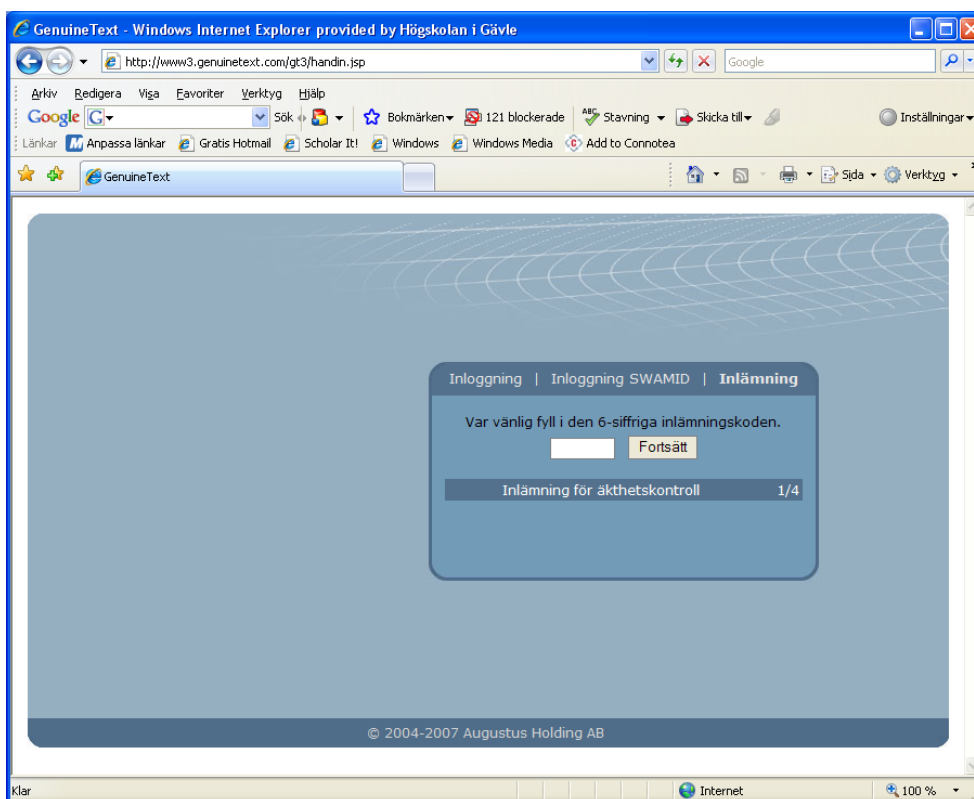 GenuineText - Windows Internet Explorer provided by Högskolan i Gävle
http://www3.genuinetext.com/gt3/handin.jsp Google
Arkiv Redigera Visa Favoriter Verktyg Hjälp
Google G Sök Bokmärken 121 blockerade ABC Stavning Skicka till Inställningar
Länkar Anpassa länkar Gratis Hotmail Scholar It! Windows Windows Media Add to Connotea
GenuineText Sida Verktyg
Inloggning | Inloggning SWAMID | Inlämning
Var vänlig fyll i den 6-siffriga inlämningskoden.
Fortsätt
Inlämning för äkthetskontroll 1/4
© 2004-2007 Augustus Holding AB
Klar Internet 100 %